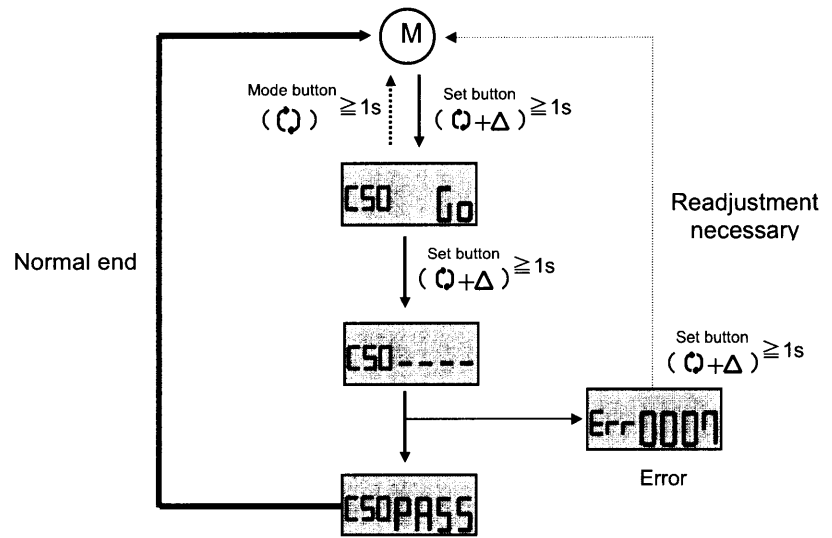 M
Mode button
( ) ≧1s
Set button
( +Δ) ≧1s
CSO Go
Set button
( +Δ) ≧1s
Readjustment
necessary
Normal end
CSO----
Set button
( +Δ) ≧1s
Err0007
Error
CSOPASS